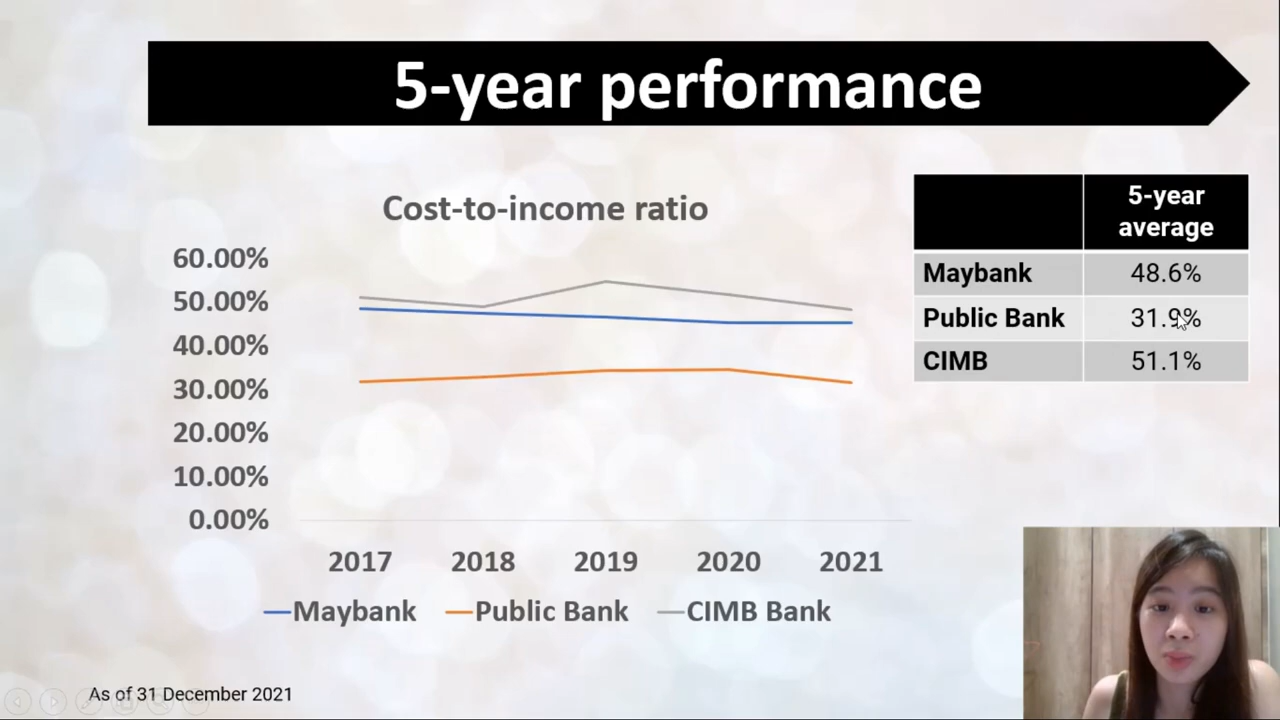 5-year performance
Cost-to-income ratio
60.00%
50.00%
40.00%
30.00%
20.00%
10.00%
0.00%
2017 2018 2019 2020 2021
Maybank Public Bank CIMB Bank
5-year
average
Maybank 48.6%
Public Bank 31.9%
CIMB 51.1%
As of 31 December 2021